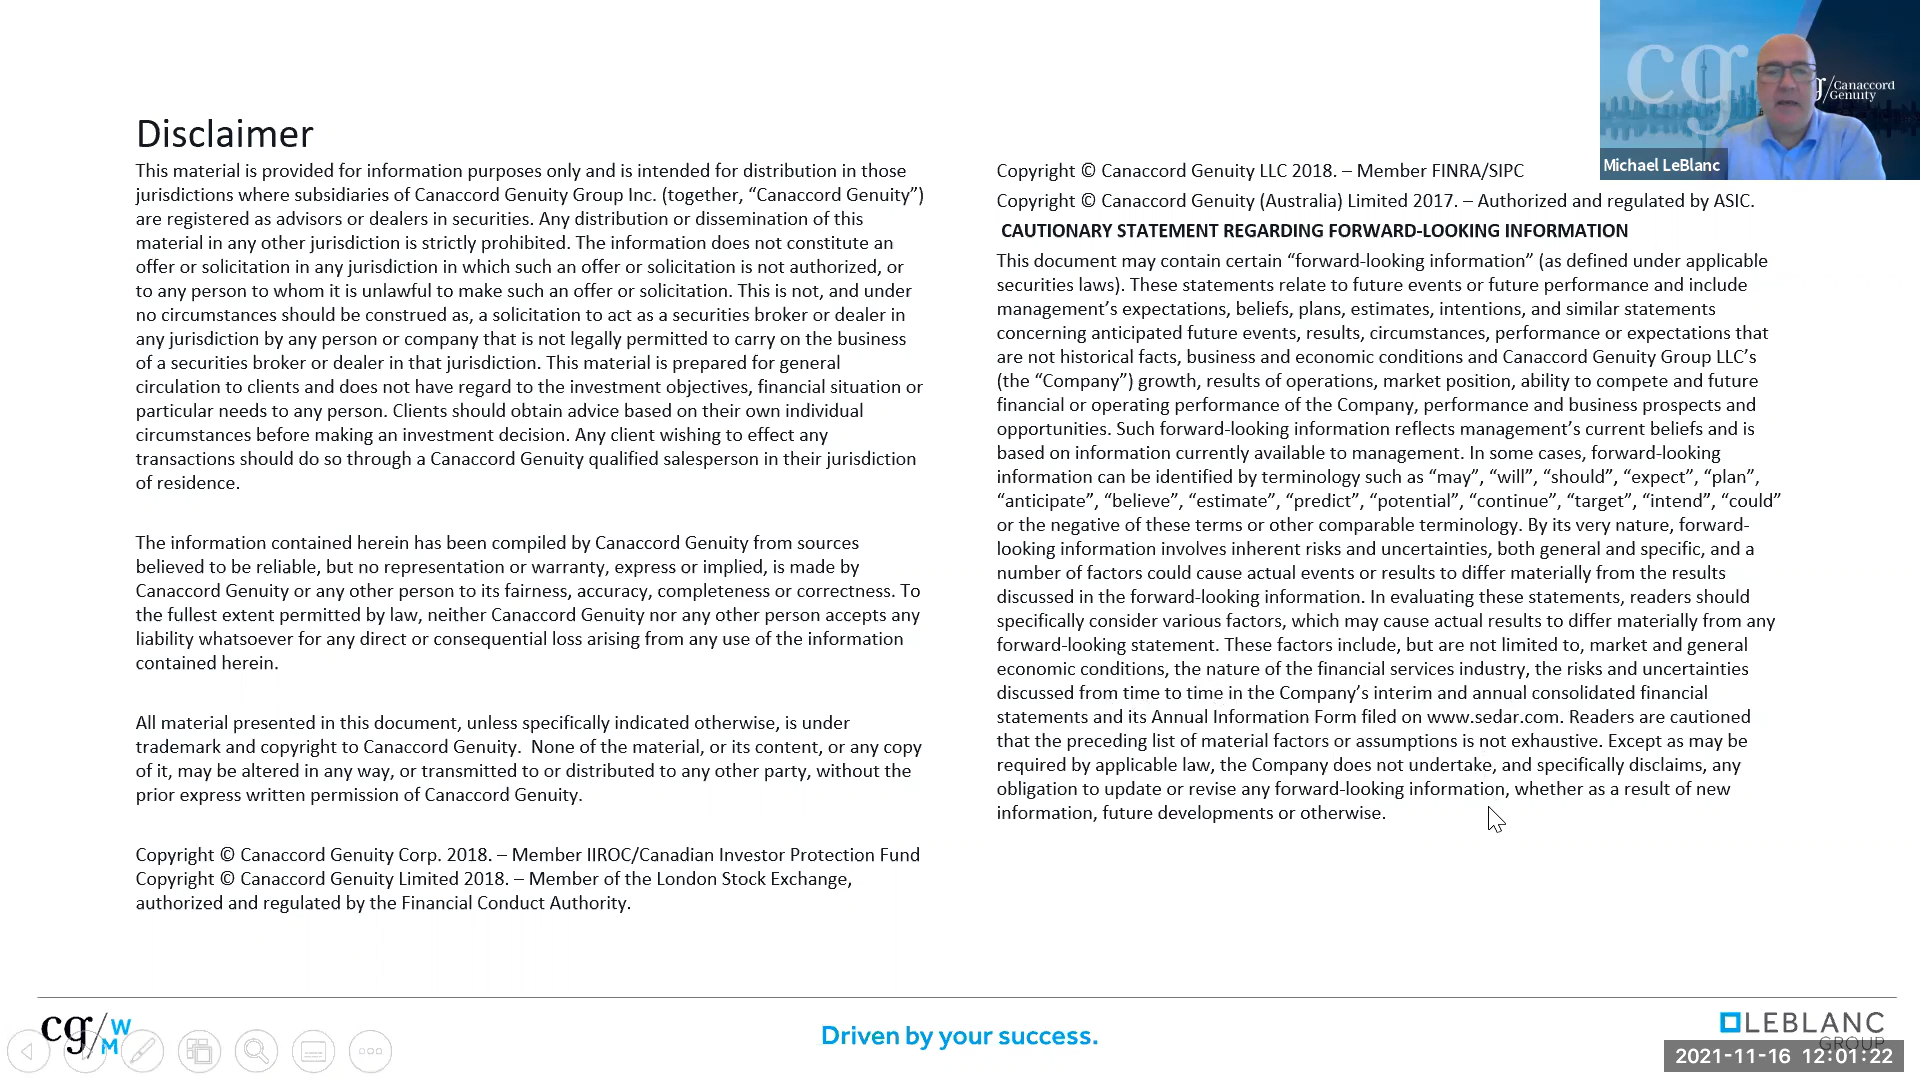 Disclaimer
This material is provided for information purposes only and is intended for distribution in those
jurisdictions where subsidiaries of Canaccord Genuity Group Inc. (together, “Canaccord Genuity”)
are registered as advisors or dealers in securities. Any distribution or dissemination of this
material in any other jurisdiction is strictly prohibited. The information does not constitute an
offer or solicitation in any jurisdiction in which such an offer or solicitation is not authorized, or
to any person to whom it is unlawful to make such an offer or solicitation. This is not, and under
no circumstances should be construed as, a solicitation to act as a securities broker or dealer in
any jurisdiction by any person or company that is not legally permitted to carry on the business
of a securities broker or dealer in that jurisdiction. This material is prepared for general
circulation to clients and does not have regard to the investment objectives, financial situation or
particular needs to any person. Clients should obtain advice based on their own individual
circumstances before making an investment decision. Any client wishing to effect any
transactions should do so through a Canaccord Genuity qualified salesperson in their jurisdiction
of residence.
The information contained herein has been compiled by Canaccord Genuity from sources
believed to be reliable, but no representation or warranty, express or implied, is made by
Canaccord Genuity or any other person to its fairness, accuracy, completeness or correctness. To
the fullest extent permitted by law, neither Canaccord Genuity nor any other person accepts any
liability whatsoever for any direct or consequential loss arising from any use of the information
contained herein.
All material presented in this document, unless specifically indicated otherwise, is under
trademark and copyright to Canaccord Genuity.  None of the material, or its content, or any copy
of it, may be altered in any way, or transmitted to or distributed to any other party, without the
prior express written permission of Canaccord Genuity.
Copyright © Canaccord Genuity Corp. 2018. – Member IIROC/Canadian Investor Protection Fund
Copyright © Canaccord Genuity Limited 2018. – Member of the London Stock Exchange,
authorized and regulated by the Financial Conduct Authority.
Copyright © Canaccord Genuity LLC 2018. – Member FINRA/SIPC
Copyright © Canaccord Genuity (Australia) Limited 2017. – Authorized and regulated by ASIC.
CAUTIONARY STATEMENT REGARDING FORWARD-LOOKING INFORMATION
This document may contain certain “forward-looking information” (as defined under applicable
securities laws). These statements relate to future events or future performance and include
management’s expectations, beliefs, plans, estimates, intentions, and similar statements
concerning anticipated future events, results, circumstances, performance or expectations that
are not historical facts, business and economic conditions and Canaccord Genuity Group LLC’s
(the “Company”) growth, results of operations, market position, ability to compete and future
financial or operating performance of the Company, performance and business prospects and
opportunities. Such forward-looking information reflects management’s current beliefs and is
based on information currently available to management. In some cases, forward-looking
information can be identified by terminology such as “may”, “will”, “should”, “expect”, “plan”,
“anticipate”, “believe”, “estimate”, “predict”, “potential”, “continue”, “target”, “intend”, “could”
or the negative of these terms or other comparable terminology. By its very nature, forward-
looking information involves inherent risks and uncertainties, both general and specific, and a
number of factors could cause actual events or results to differ materially from the results
discussed in the forward-looking information. In evaluating these statements, readers should
specifically consider various factors, which may cause actual results to differ materially from any
forward-looking statement. These factors include, but are not limited to, market and general
economic conditions, the nature of the financial services industry, the risks and uncertainties
discussed from time to time in the Company’s interim and annual consolidated financial
statements and its Annual Information Form filed on www.sedar.com. Readers are cautioned
that the preceding list of material factors or assumptions is not exhaustive. Except as may be
required by applicable law, the Company does not undertake, and specifically disclaims, any
obligation to update or revise any forward-looking information, whether as a result of new
information, future developments or otherwise.
cg
g/Canaccord
Genuity
Michael LeBlanc
cg/W
M
Driven by your success.
LEBLANC
GROUP
2021-11-16 12:01:22